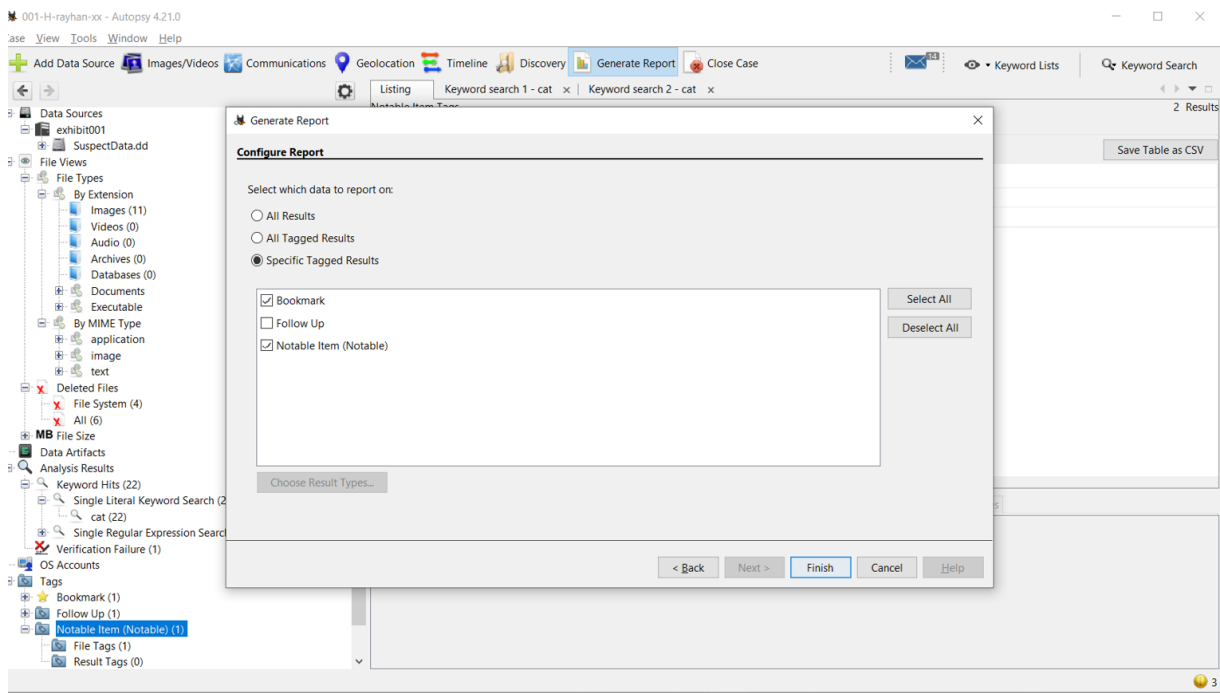 001-H-rayhan-xx - Autopsy 4.21.0
ase View Tools Window Help
Add Data Source Images/Videos Communications Geolocation Timeline Discovery Generate Report Close Case 14 Keyword Lists Keyword Search
Listing Keyword search 1 - cat × Keyword search 2 - cat ×
Notable Item Tags
2 Results
Save Table as CSV
Data Sources
exhibit001
SuspectData.dd
File Views
File Types
By Extension
Images (11)
Videos (0)
Audio (0)
Archives (0)
Databases (0)
Documents
Executable
By MIME Type
application
image
text
Deleted Files
File System (4)
All (6)
MB File Size
Data Artifacts
Analysis Results
Keyword Hits (22)
Single Literal Keyword Search (2
cat (22)
Single Regular Expression Searc
Verification Failure (1)
OS Accounts
Tags
Bookmark (1)
Follow Up (1)
Notable Item (Notable) (1)
File Tags (1)
Result Tags (0)
Generate Report
Configure Report
Select which data to report on:
All Results
All Tagged Results
Specific Tagged Results
Bookmark
Follow Up
Notable Item (Notable)
Select All
Deselect All
Choose Result Types...
< Back Next > Finish Cancel Help
s
3